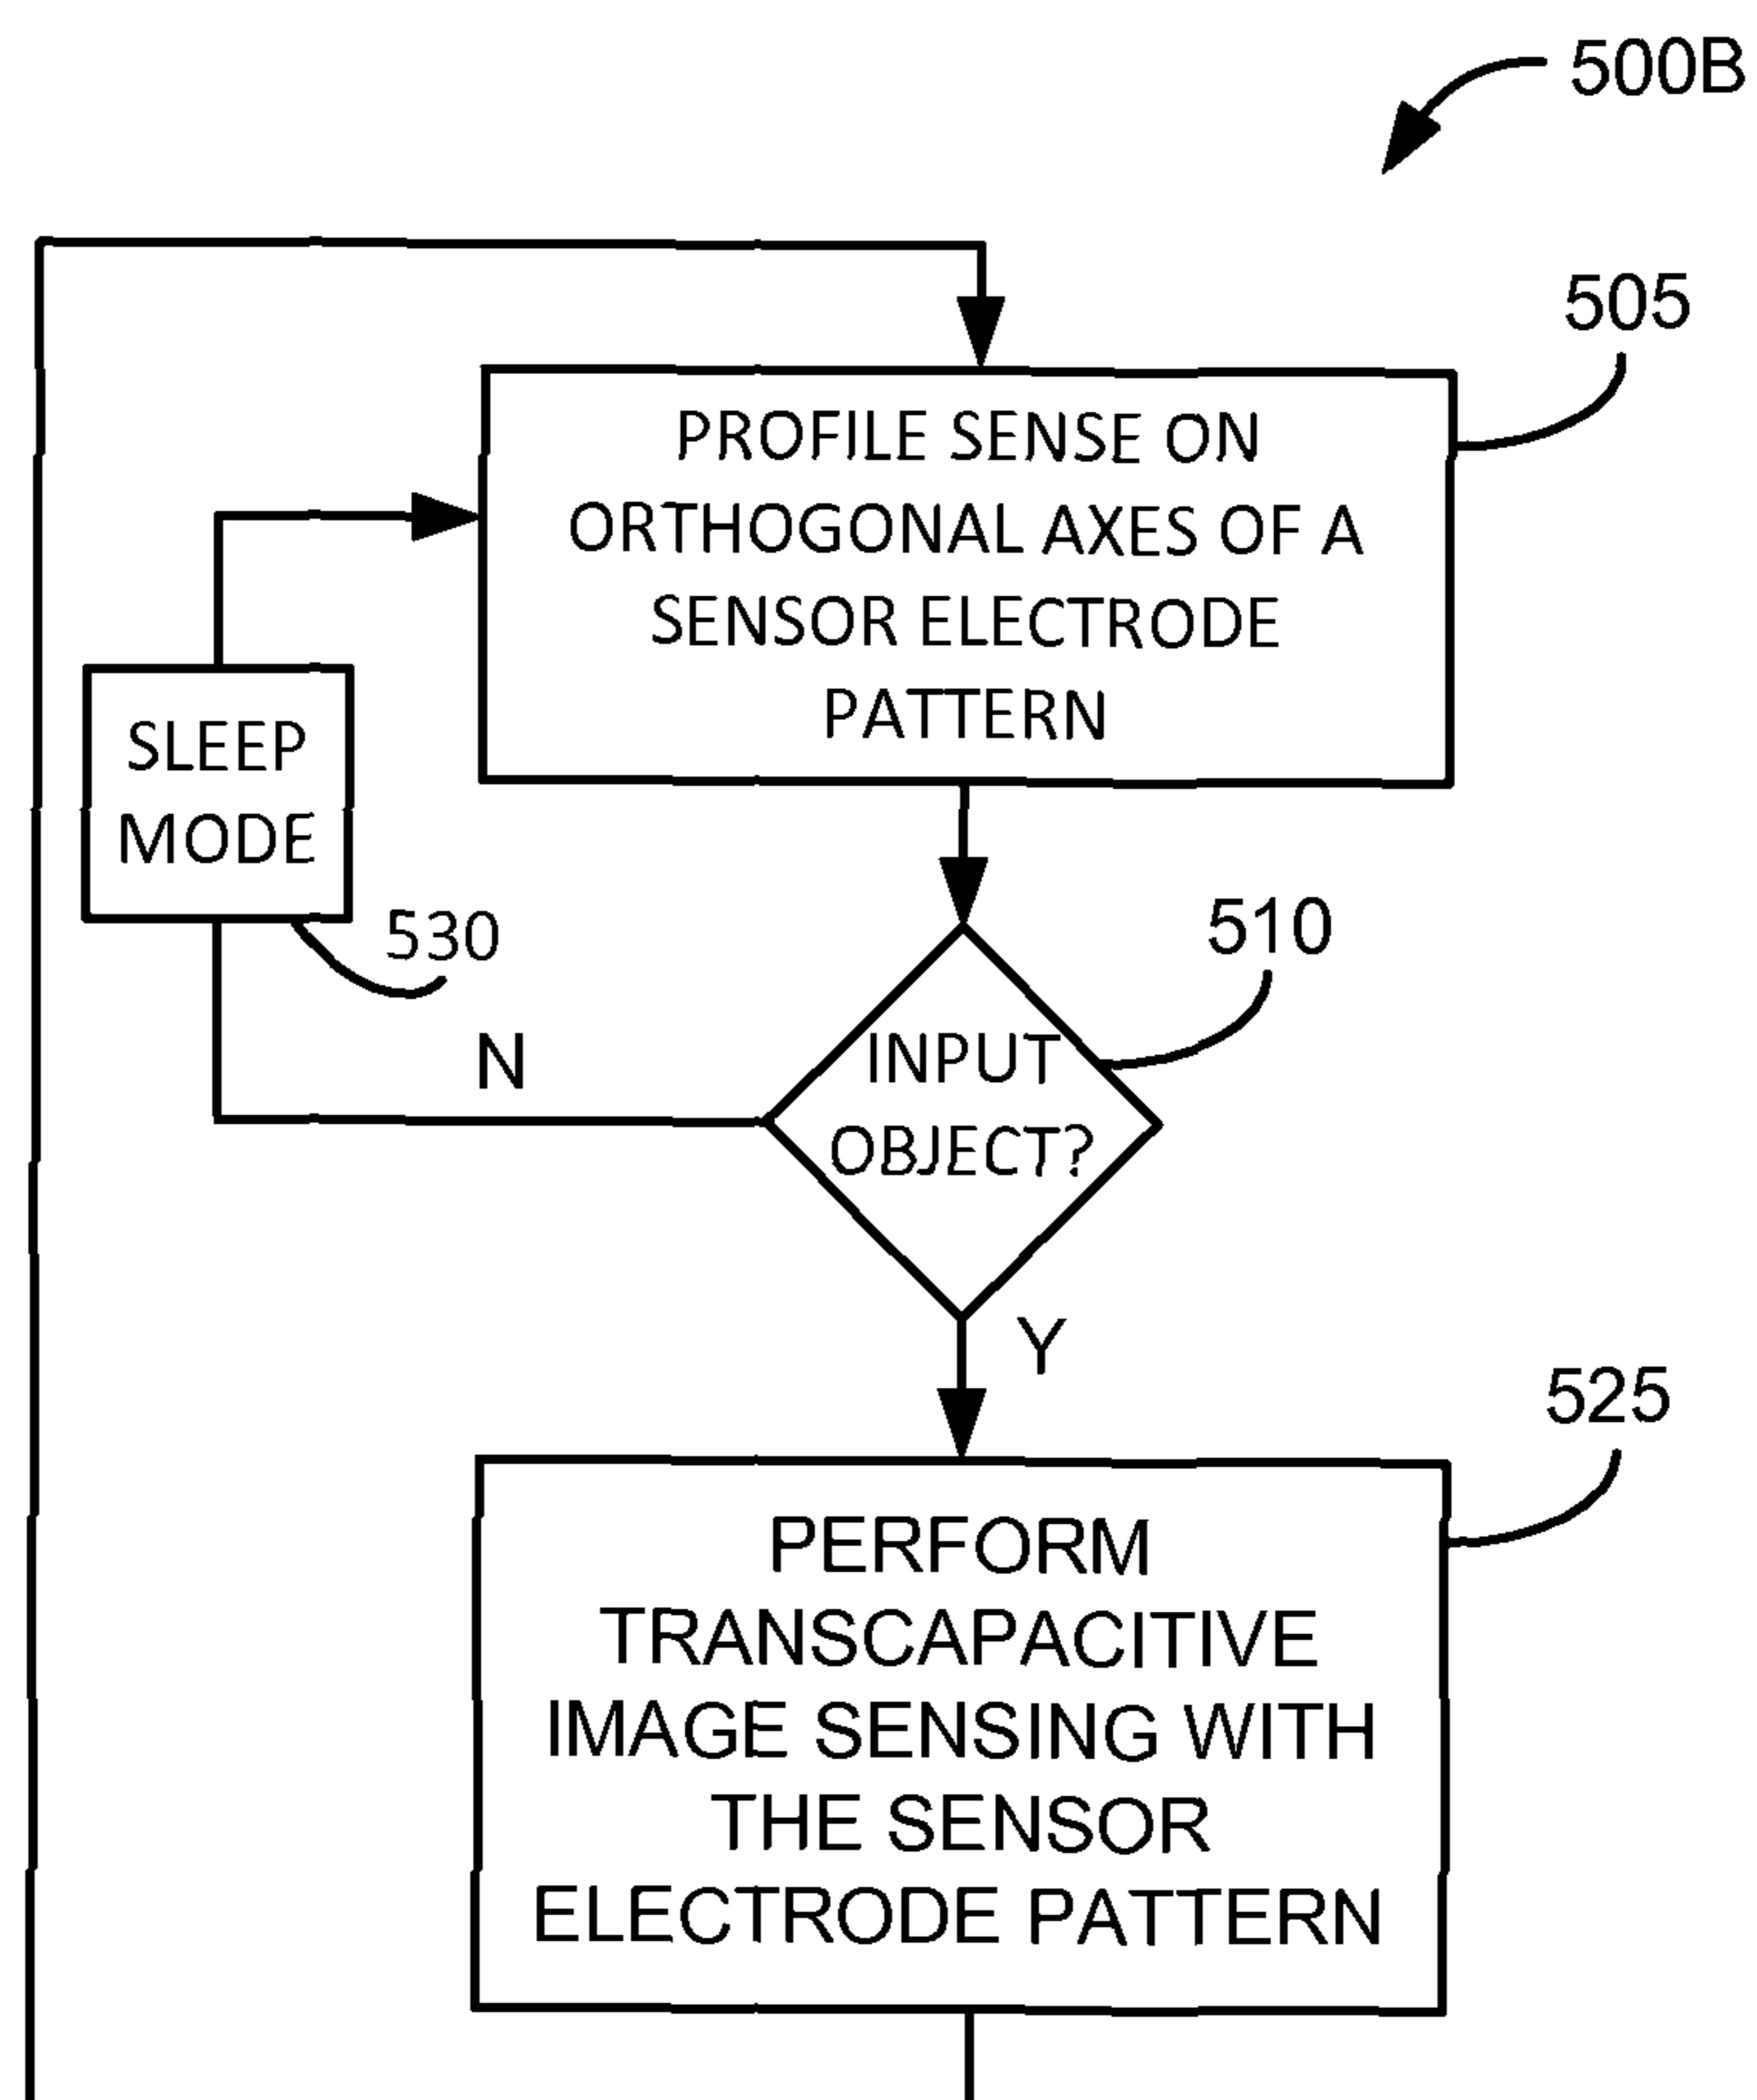 500B
505
PROFILE SENSE ON
ORTHOGONAL AXES OF A
SENSOR ELECTRODE
PATTERN
SLEEP
MODE
530
510
N
INPUT
OBJECT?
Y
525
PERFORM
TRANSCAPACITIVE
IMAGE SENSING WITH
THE SENSOR
ELECTRODE PATTERN